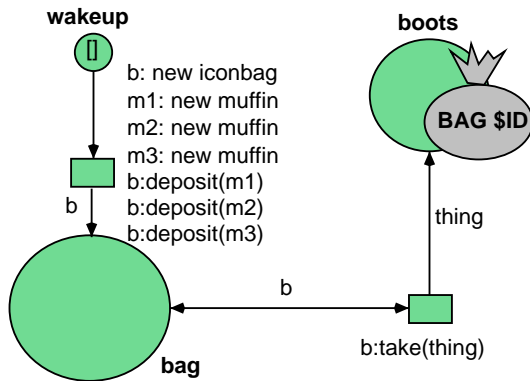 wakeup
[]
b: new iconbag
m1: new muffin
m2: new muffin
m3: new muffin
b:deposit(m1)
b:deposit(m2)
b:deposit(m3)
b
bag
b
boots
BAG $ID
thing
b:take(thing)